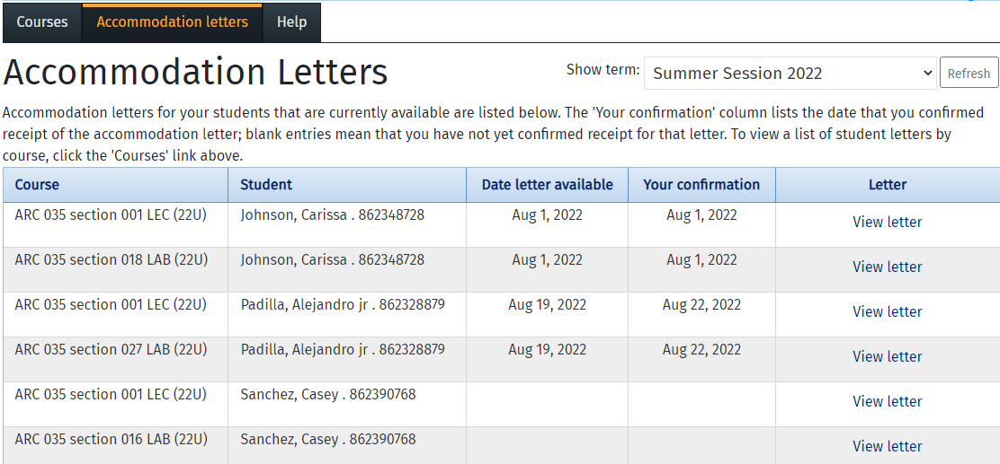 Courses Accommodation letters Help
Accommodation Letters
Show term: Summer Session 2022 Refresh
Accommodation letters for your students that are currently available are listed below. The 'Your confirmation' column lists the date that you confirmed
receipt of the accommodation letter; blank entries mean that you have not yet confirmed receipt for that letter. To view a list of student letters by
course, click the 'Courses' link above.
Course Student Date letter available Your confirmation Letter
ARC 035 section 001 LEC (22U) Johnson, Carissa . 862348728 Aug 1, 2022 Aug 1, 2022 View letter
ARC 035 section 018 LAB (22U) Johnson, Carissa . 862348728 Aug 1, 2022 Aug 1, 2022 View letter
ARC 035 section 001 LEC (22U) Padilla, Alejandro jr . 862328879 Aug 19, 2022 Aug 22, 2022 View letter
ARC 035 section 027 LAB (22U) Padilla, Alejandro jr . 862328879 Aug 19, 2022 Aug 22, 2022 View letter
ARC 035 section 001 LEC (22U) Sanchez, Casey . 862390768 View letter
ARC 035 section 016 LAB (22U) Sanchez, Casey . 862390768 View letter